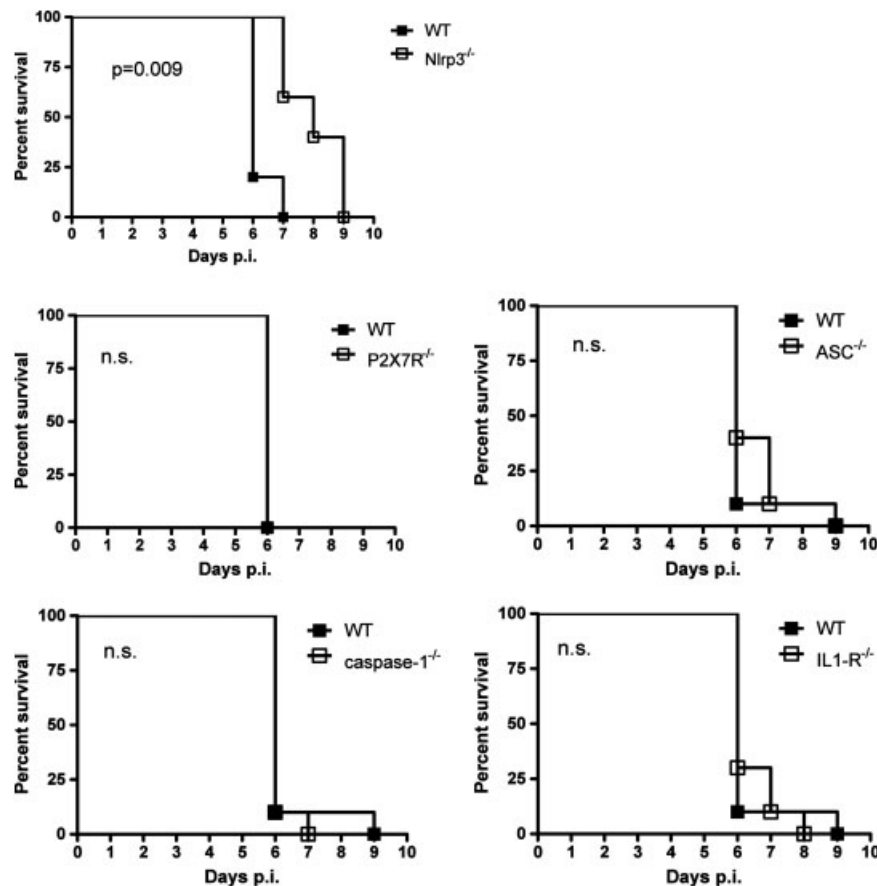 100
75
50
25
0
Percent survival
p=0.009
WT
Nlrp3-/-
0 1 2 3 4 5 6 7 8 9 10
Days p.i.
100
75
50
25
0
Percent survival
n.s.
WT
P2X7R-/-
0 1 2 3 4 5 6 7 8 9 10
Days p.i.
100
75
50
25
0
Percent survival
n.s.
WT
ASC-/-
0 1 2 3 4 5 6 7 8 9 10
Days p.i.
100
75
50
25
0
Percent survival
n.s.
WT
caspase-1-/-
0 1 2 3 4 5 6 7 8 9 10
Days p.i.
100
75
50
25
0
Percent survival
n.s.
WT
IL1-R-/-
0 1 2 3 4 5 6 7 8 9 10
Days p.i.